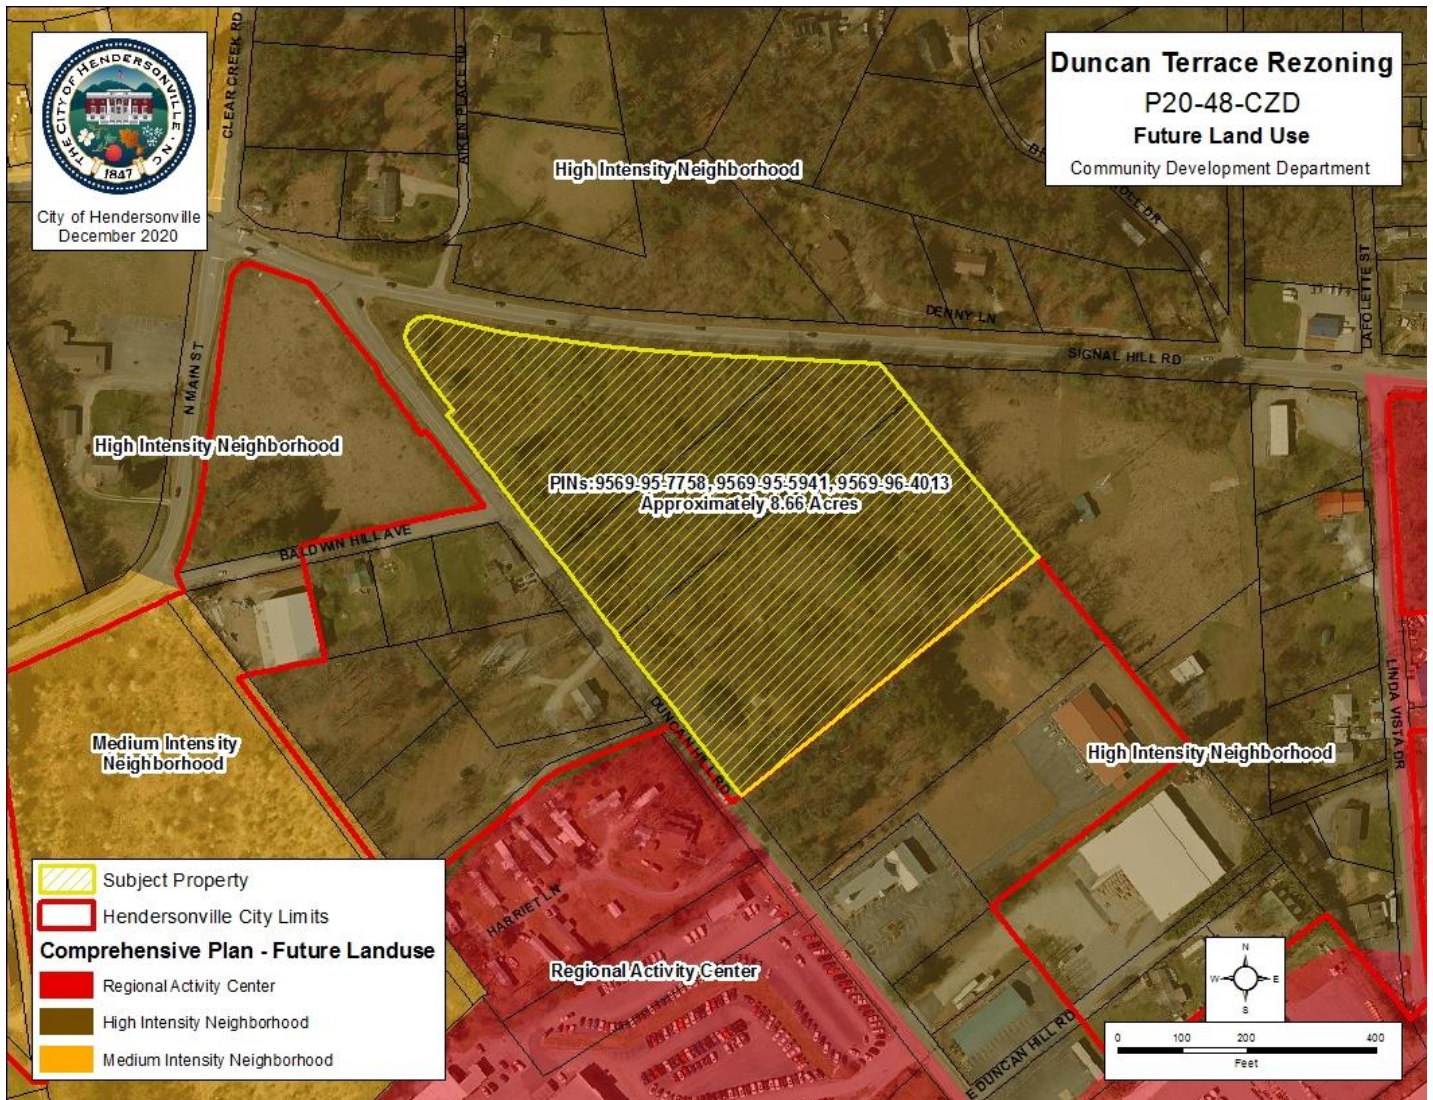 THE CITY OF HENDERSONVILLE, NC
1847
City of Hendersonville
December 2020
Duncan Terrace Rezoning
P20-48-CZD
Future Land Use
Community Development Department
CLEAR CREEK RD
AIKEN PLACE RD
High Intensity Neighborhood
LAFOLETTE ST
DENNY LN
SIGNAL HILL RD
N MAIN ST
High Intensity Neighborhood
PINs:9569-95-7758, 9569-95-5941, 9569-96-4013
Approximately 8.66 Acres
BALDWIN HILL AVE
LINDA VISTA DR
DUNCAN HILL RD
Medium Intensity
Neighborhood
High Intensity Neighborhood
HARRIET LN
Regional Activity Center
E DUNCAN HILL RD
Subject Property
Hendersonville City Limits
Comprehensive Plan - Future Landuse
Regional Activity Center
High Intensity Neighborhood
Medium Intensity Neighborhood
N
W E
S
0 100 200 400
Feet